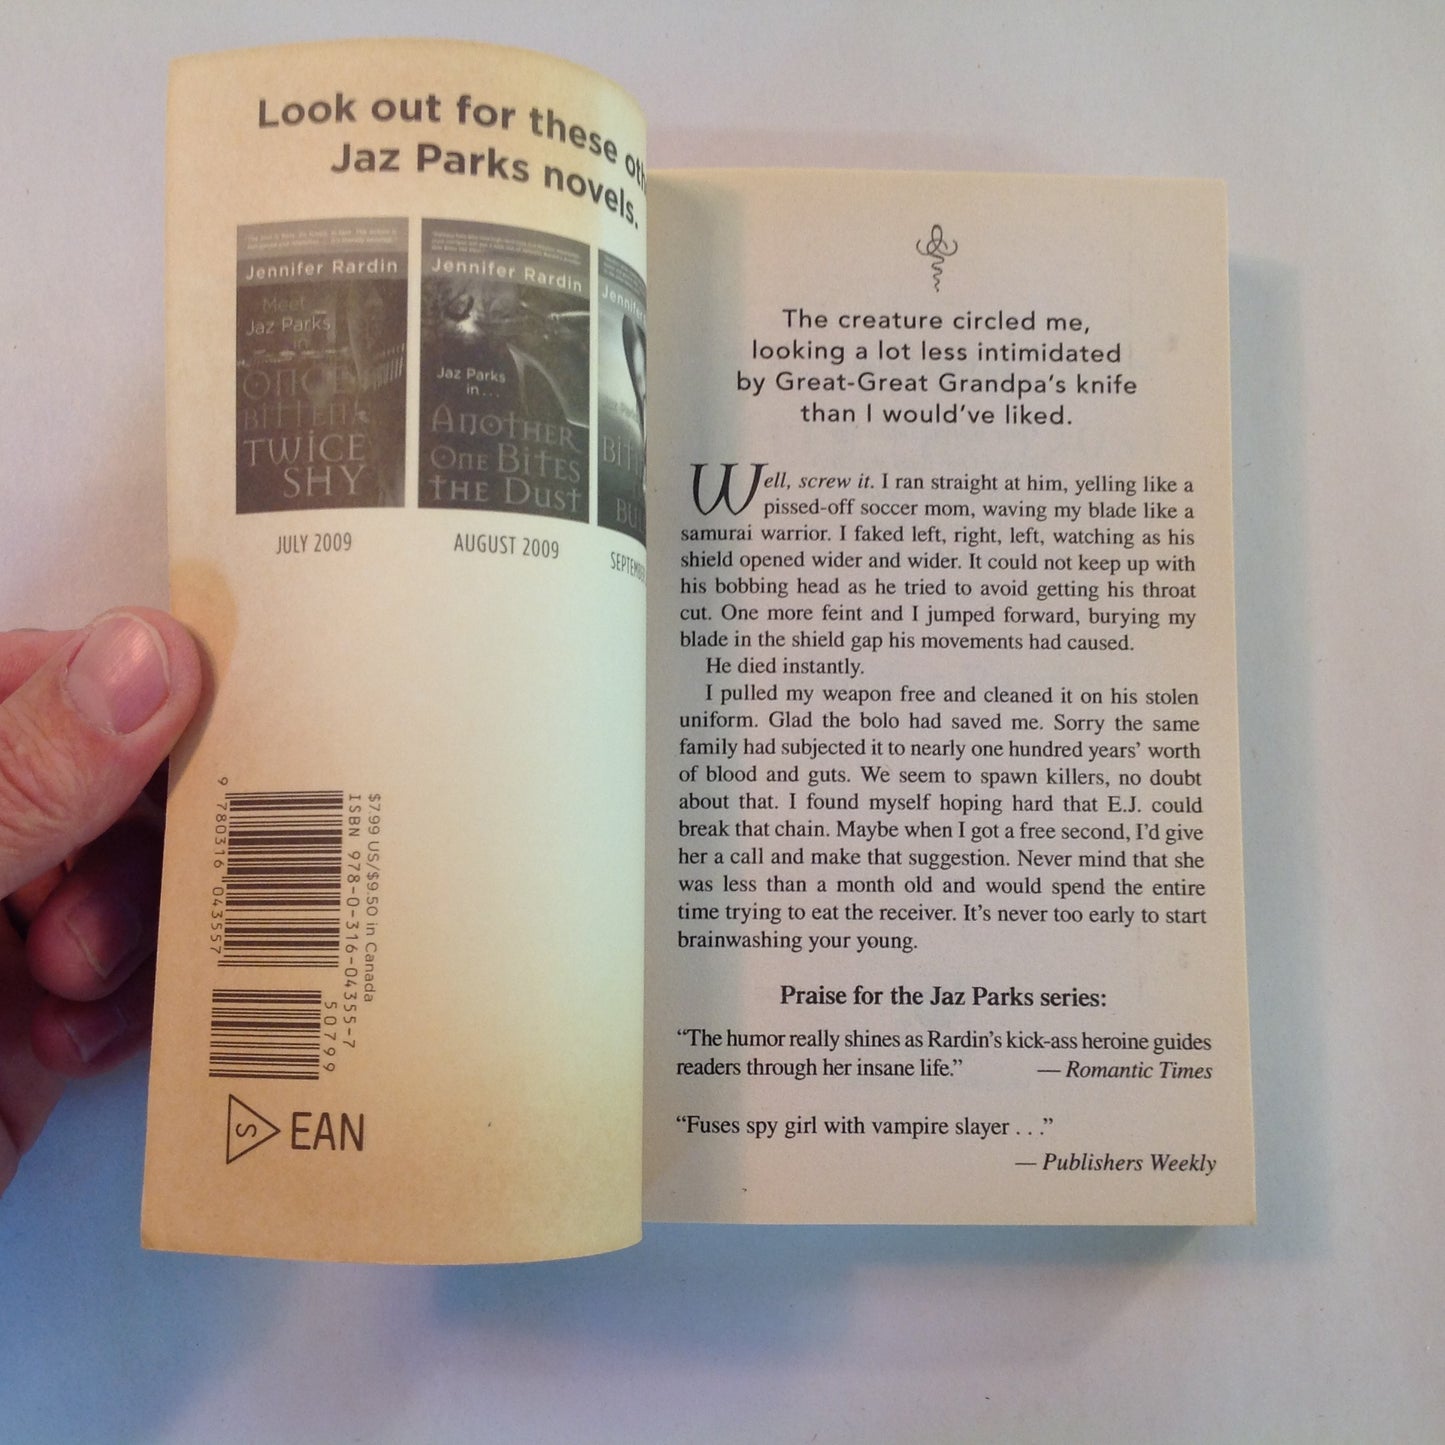 Look out for these
Jaz Parks novels.
Jennifer Rardin
Meet
Jaz Parks
in
ONCE
BITTEN,
TWICE
SHY
JULY 2009
Jennifer Rardin
Jaz Parks
in...
ANOTHER
ONE BITES
THE DUST
AUGUST 2009
9 780316 043557
ISBN 978-0-316-04355-7
$7.99 US/$9.50 in Canada
50799
S EAN
The creature circled me,
looking a lot less intimidated
by Great-Great Grandpa's knife
than I would've liked.
Well, screw it. I ran straight at him, yelling like a
pissed-off soccer mom, waving my blade like a
samurai warrior. I faked left, right, left, watching as his
shield opened wider and wider. It could not keep up with
his bobbing head as he tried to avoid getting his throat
cut. One more feint and I jumped forward, burying my
blade in the shield gap his movements had caused.
He died instantly.
I pulled my weapon free and cleaned it on his stolen
uniform. Glad the bolo had saved me. Sorry the same
family had subjected it to nearly one hundred years' worth
of blood and guts. We seem to spawn killers, no doubt
about that. I found myself hoping hard that E.J. could
break that chain. Maybe when I got a free second, I'd give
her a call and make that suggestion. Never mind that she
was less than a month old and would spend the entire
time trying to eat the receiver. It's never too early to start
brainwashing your young.
Praise for the Jaz Parks series:
“The humor really shines as Rardin's kick-ass heroine guides
readers through her insane life.” — Romantic Times
“Fuses spy girl with vampire slayer . . .”
— Publishers Weekly